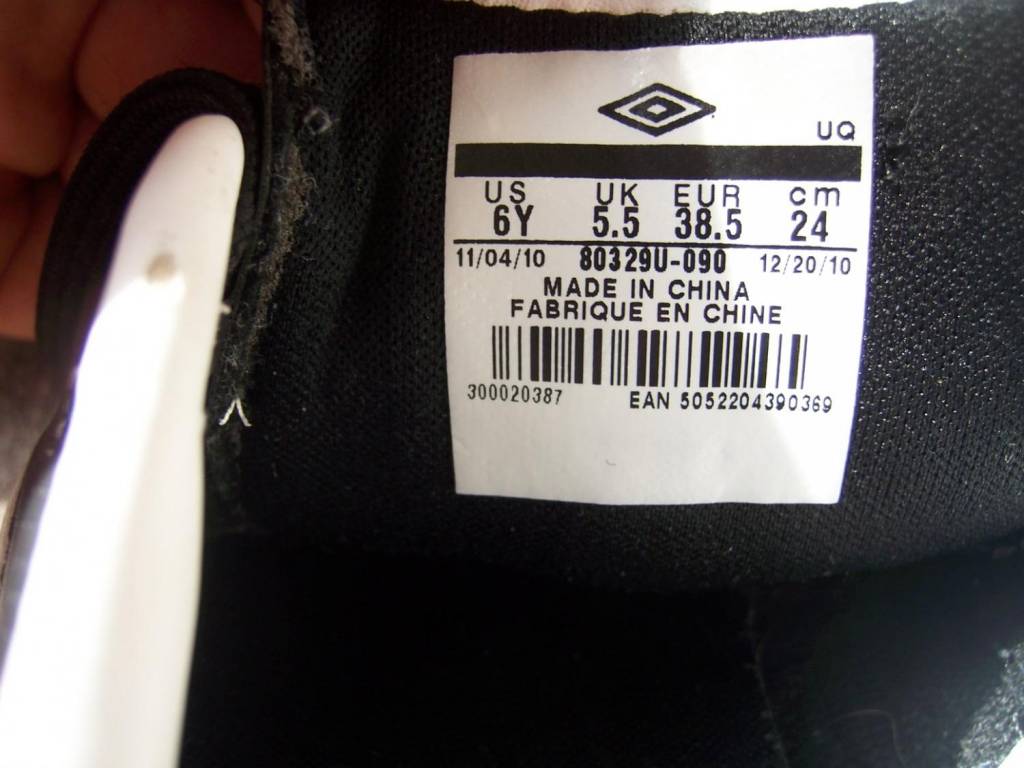 UQ
US UK EUR cm
6Y 5.5 38.5 24
11/04/10 80329U-090 12/20/10
MADE IN CHINA
FABRIQUE EN CHINE
300020387 EAN 5052204390369